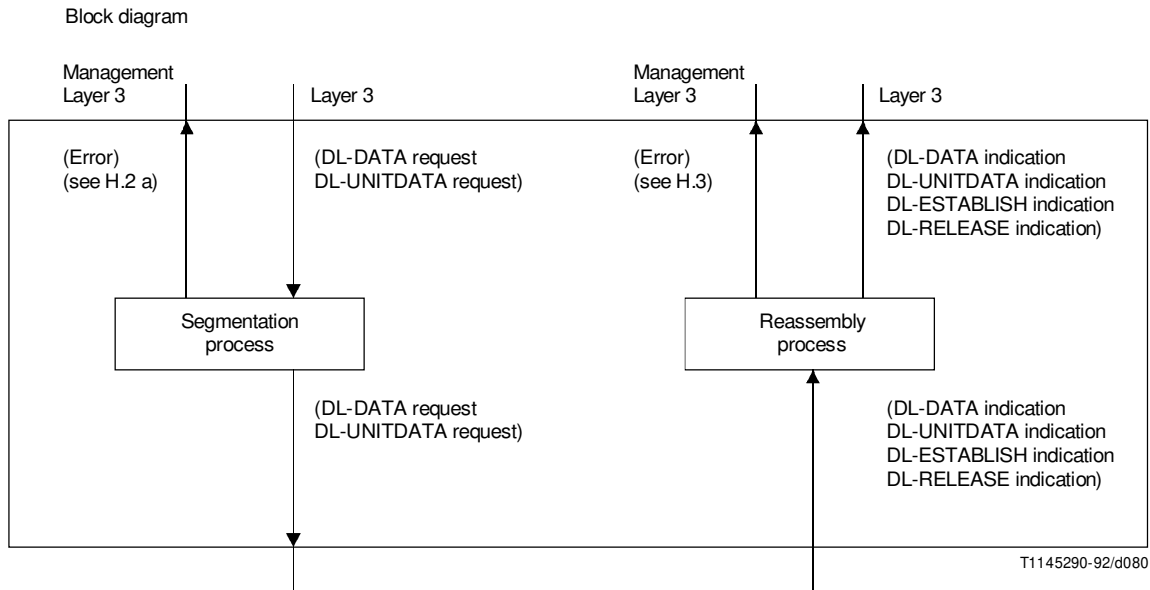 Block diagram
Management
Layer 3
Layer 3
Management
Layer 3
Layer 3
(Error)
(see H.2 a)
(DL-DATA request
DL-UNITDATA request)
(Error)
(see H.3)
(DL-DATA indication
DL-UNITDATA indication
DL-ESTABLISH indication
DL-RELEASE indication)
Segmentation
process
Reassembly
process
(DL-DATA request
DL-UNITDATA request)
(DL-DATA indication
DL-UNITDATA indication
DL-ESTABLISH indication
DL-RELEASE indication)
T1145290-92/d080